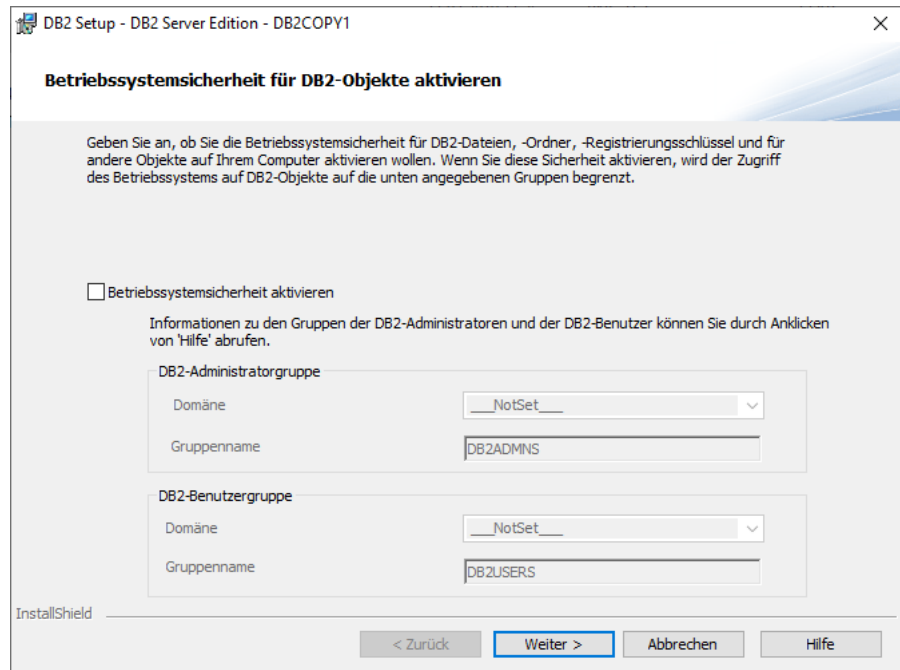 DB2 Setup - DB2 Server Edition - DB2COPY1
Betriebssystemsicherheit für DB2-Objekte aktivieren
Geben Sie an, ob Sie die Betriebssystemsicherheit für DB2-Dateien, -Ordner, -Registrierungsschlüssel und für
andere Objekte auf Ihrem Computer aktivieren wollen. Wenn Sie diese Sicherheit aktivieren, wird der Zugriff
des Betriebssystems auf DB2-Objekte auf die unten angegebenen Gruppen begrenzt.
Betriebssystemsicherheit aktivieren
Informationen zu den Gruppen der DB2-Administratoren und der DB2-Benutzer können Sie durch Anklicken
von 'Hilfe' abrufen.
DB2-Administratorgruppe
Domäne ___NotSet___
Gruppenname DB2ADMNS
DB2-Benutzergruppe
Domäne ___NotSet___
Gruppenname DB2USERS
InstallShield
< Zurück Weiter > Abbrechen Hilfe